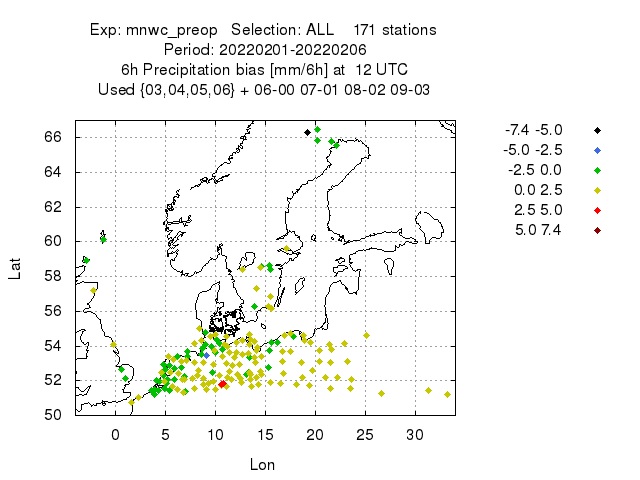 Exp: mnwc_preop   Selection: ALL    171 stations
Period: 20220201-20220206
6h Precipitation bias [mm/6h] at  12 UTC
Used {03,04,05,06} + 06-00 07-01 08-02 09-03
-7.4 -5.0
-5.0 -2.5
-2.5 0.0
0.0 2.5
2.5 5.0
5.0 7.4
66
64
62
60
58
56
54
52
50
Lat
0 5 10 15 20 25 30
Lon